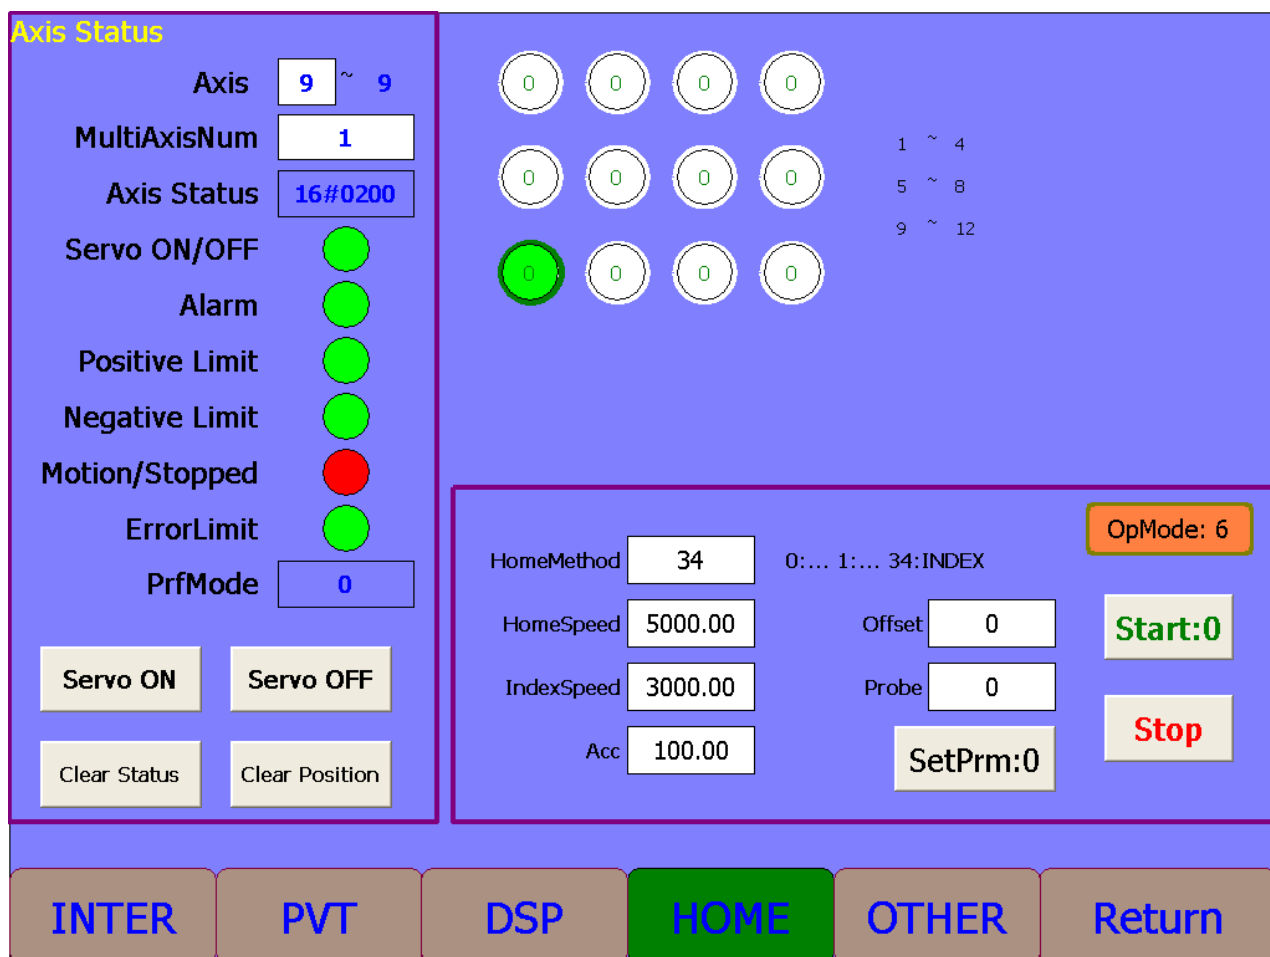 Axis Status
Axis 9 ~ 9
MultiAxisNum 1
Axis Status 16#0200
Servo ON/OFF
Alarm
Positive Limit
Negative Limit
Motion/Stopped
ErrorLimit
PrfMode 0
Servo ON Servo OFF
Clear Status Clear Position
0 0 0 0
0 0 0 0
0 0 0 0
1 ~ 4
5 ~ 8
9 ~ 12
OpMode: 6
HomeMethod 34 0:... 1:... 34:INDEX
HomeSpeed 5000.00 Offset 0 Start:0
IndexSpeed 3000.00 Probe 0
Acc 100.00 SetPrm:0 Stop
INTER PVT DSP HOME OTHER Return